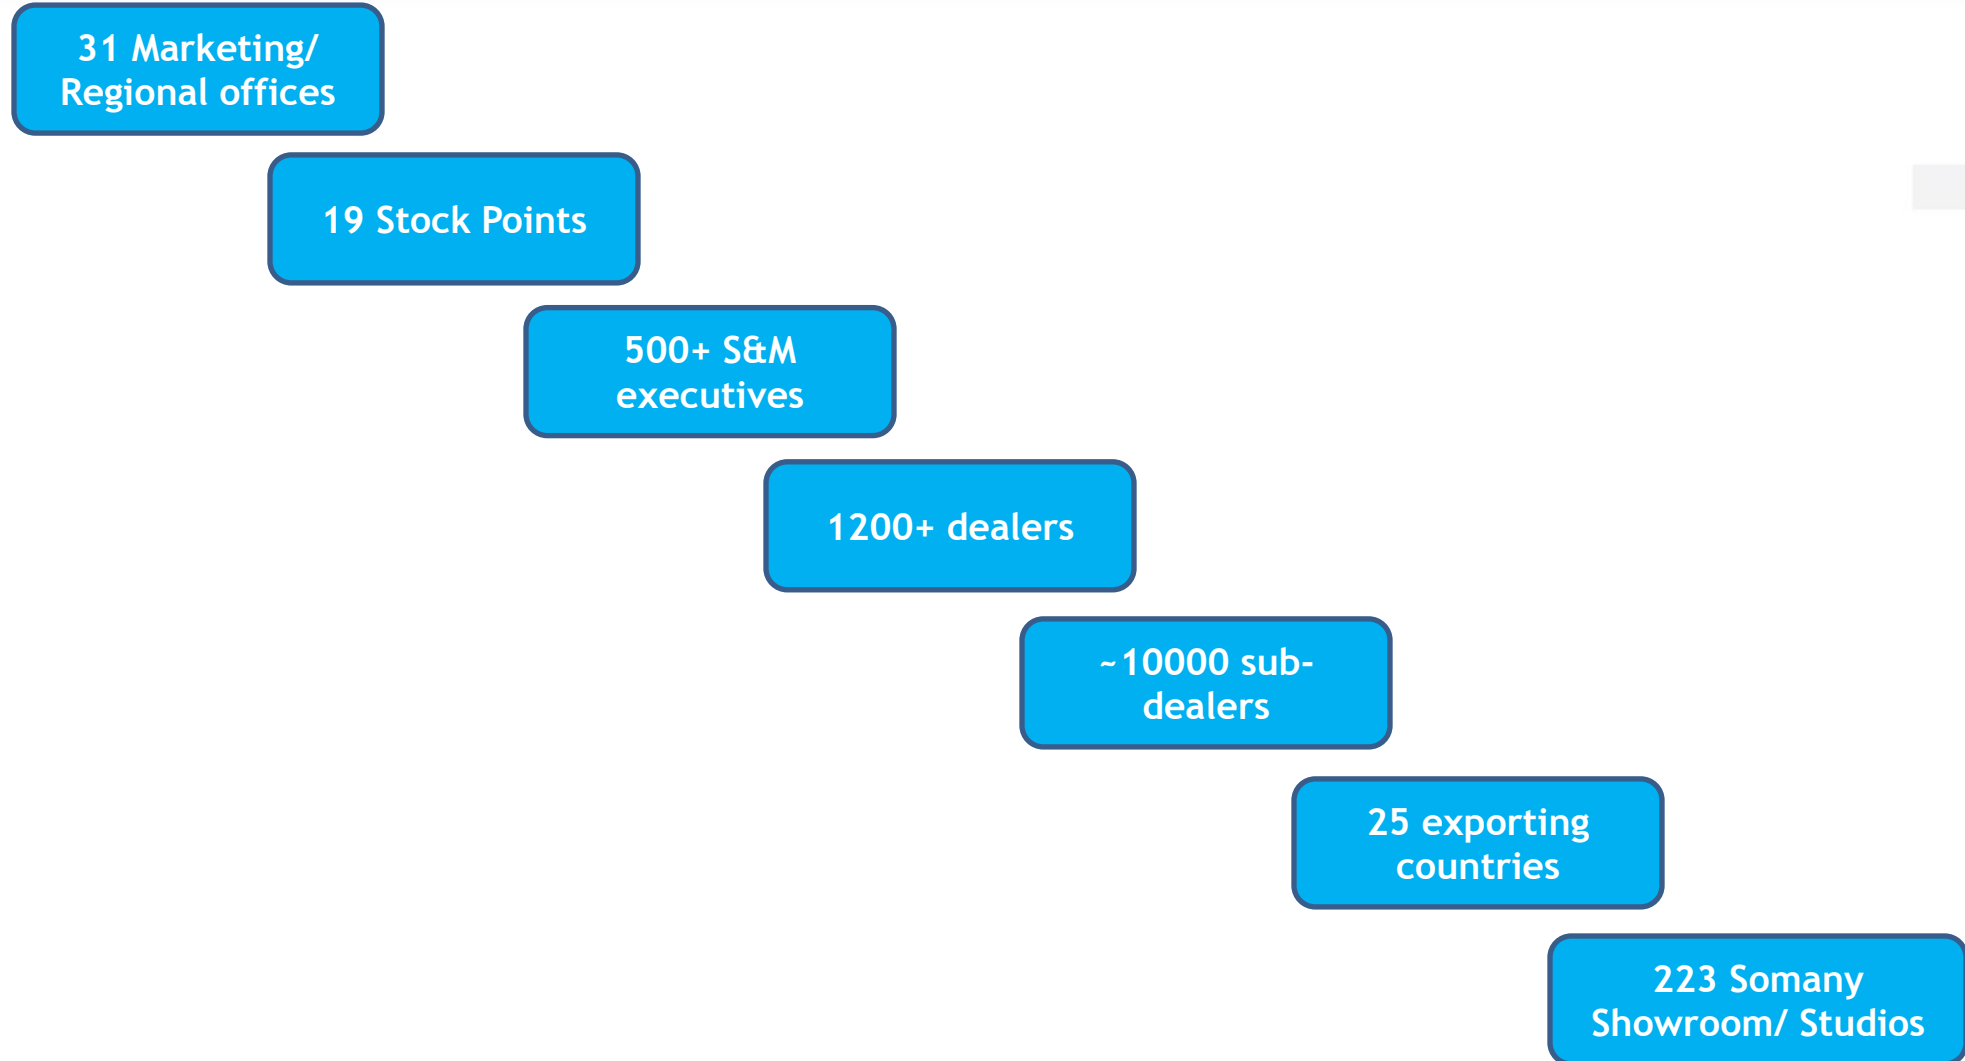 31 Marketing/
Regional offices
19 Stock Points
500+ S&M
executives
1200+ dealers
~10000 sub-
dealers
25 exporting
countries
223 Somany
Showroom/ Studios